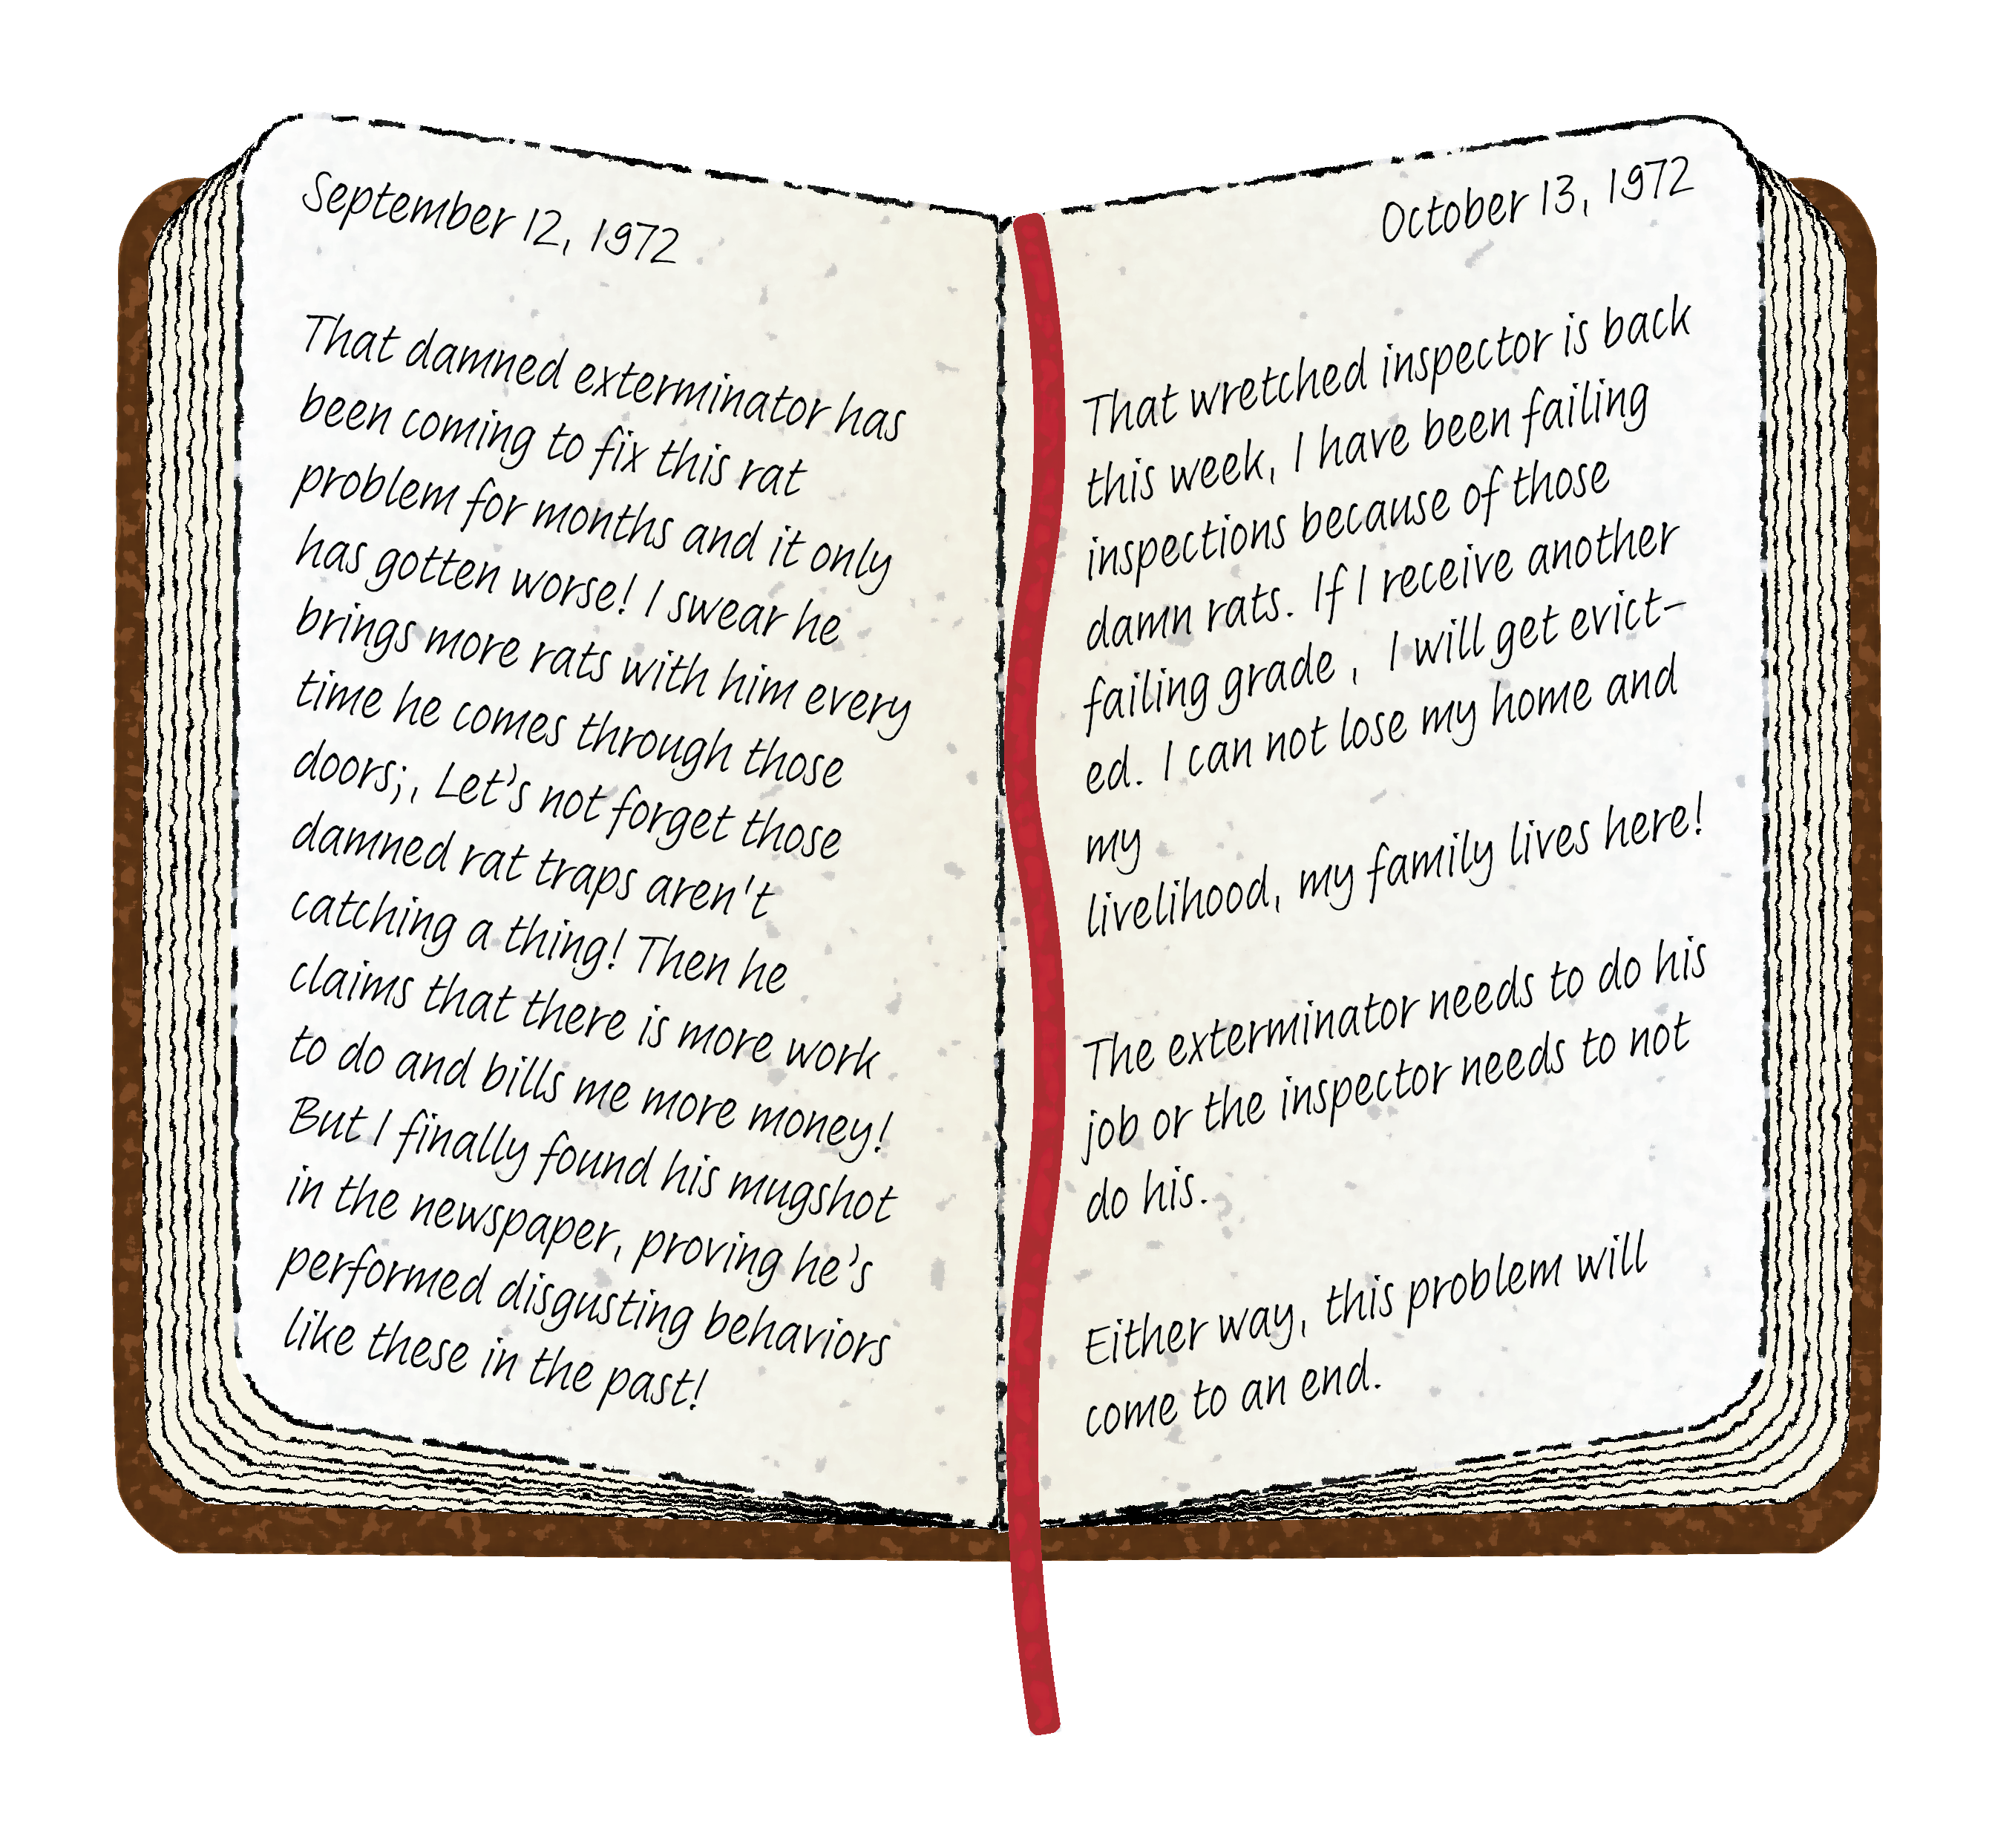 September 12, 1972
That damned exterminator has
been coming to fix this rat
problem for months and it only
has gotten worse! I swear he
brings more rats with him every
time he comes through those
doors;, Let's not forget those
damned rat traps aren't
catching a thing! Then he
claims that there is more work
to do and bills me more money!
But I finally found his mugshot
in the newspaper, proving he's
performed disgusting behaviors
like these in the past!
October 13, 1972
That wretched inspector is back
this week, I have been failing
inspections because of those
damn rats. If I receive another
failing grade , I will get evict-
ed. I can not lose my home and
my
livelihood, my family lives here!
The exterminator needs to do his
job or the inspector needs to not
do his.
Either way, this problem will
come to an end.